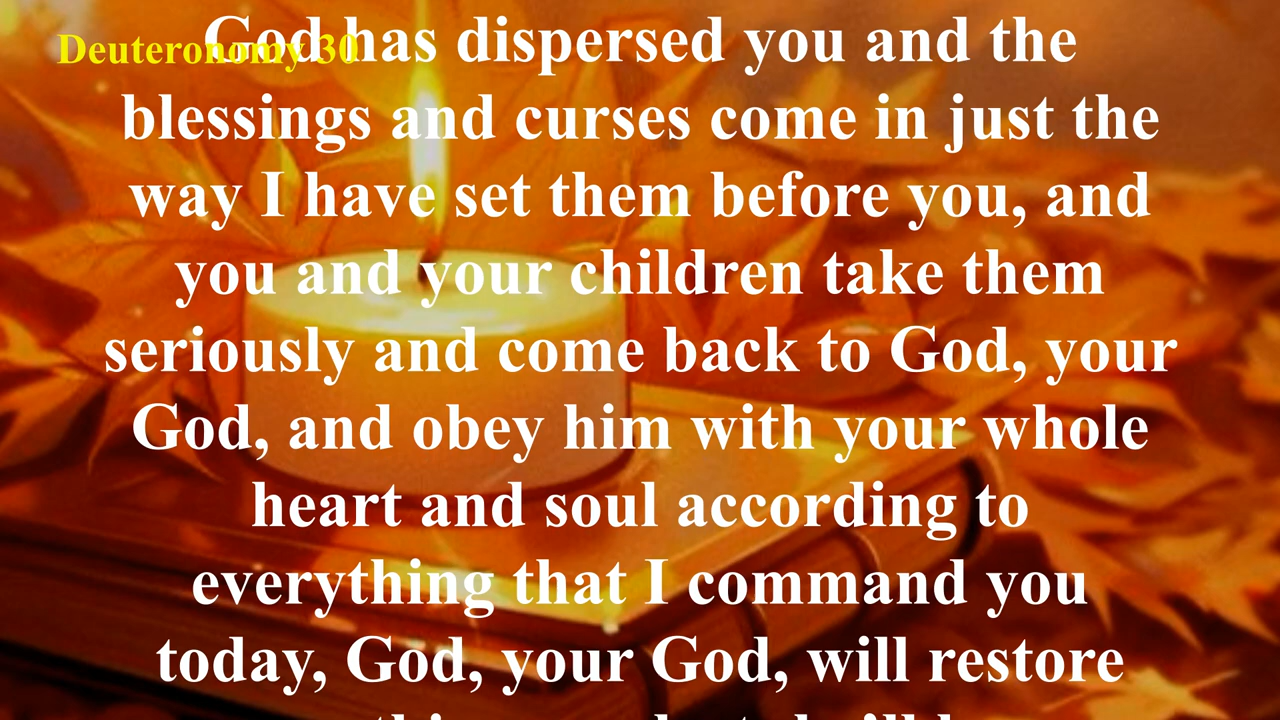 Deuteronomy 30
God has dispersed you and the
blessings and curses come in just the
way I have set them before you, and
you and your children take them
seriously and come back to God, your
God, and obey him with your whole
heart and soul according to
everything that I command you
today, God, your God, will restore